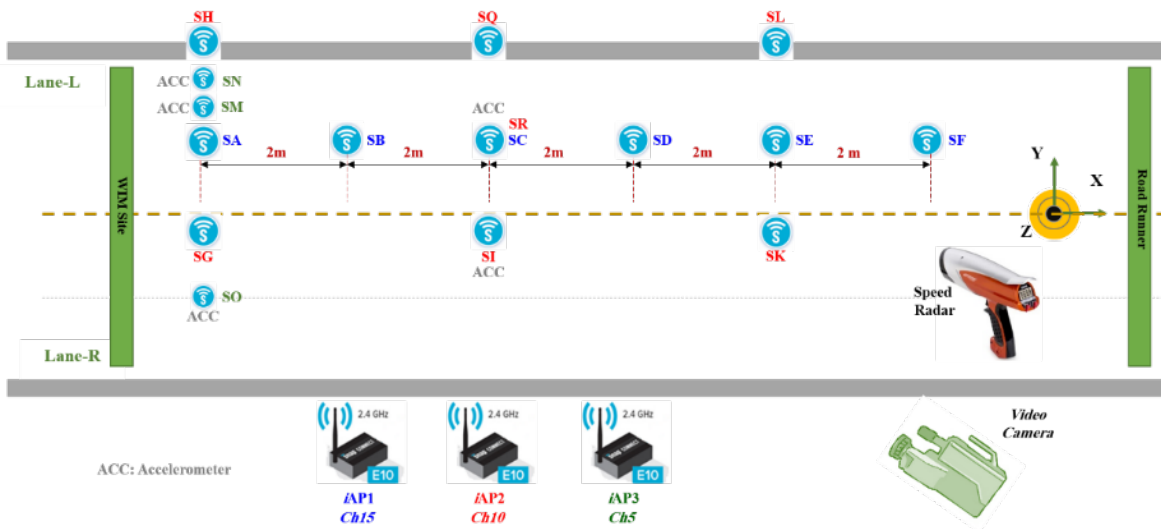 SH
SQ
SL
Lane-L
ACC
SN
ACC
SM
ACC
SR
SA
SB
SC
SD
SE
SF
2m
2m
2m
2m
2 m
WIM Site
Y
X
Z
Road Runner
SG
SI
SK
ACC
SO
ACC
Speed
Radar
Lane-R
2.4 GHz
2.4 GHz
2.4 GHz
E10
E10
E10
Video
Camera
ACC: Accelerometer
iAP1
iAP2
iAP3
Ch15
Ch10
Ch5